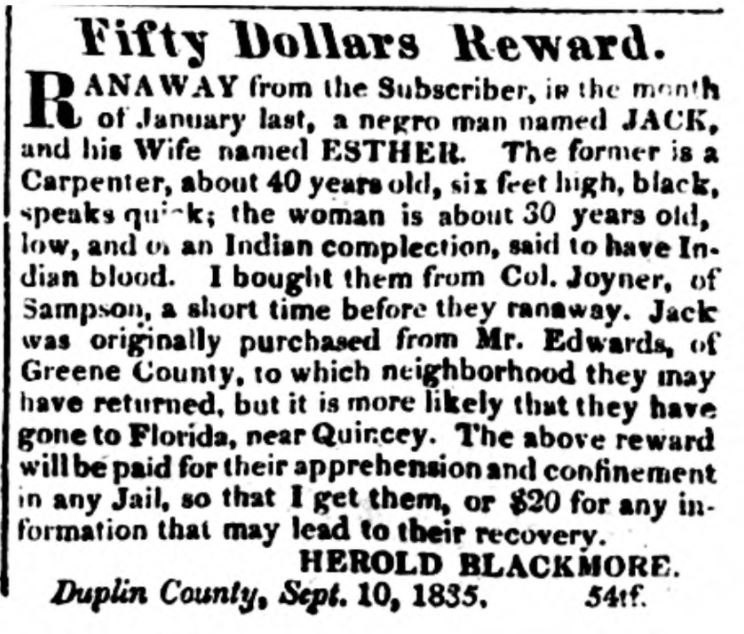 Fifty Dollars Reward.
RANAWAY from the Subscriber, in the month
of January last, a negro man named JACK,
and his Wife named ESTHER. The former is a
Carpenter, about 40 years old, six feet high, black,
speaks quick; the woman is about 30 years old,
low, and of an Indian complection, said to have In-
dian blood. I bought them from Col. Joyner, of
Sampson, a short time before they ranaway. Jack
was originally purchased from Mr. Edwards, of
Greene County, to which neighborhood they may
have returned, but it is more likely that they have
gone to Florida, near Quincey. The above reward
will be paid for their apprehension and confinement
in any Jail, so that I get them, or $20 for any in-
formation that may lead to their recovery.
HEROLD BLACKMORE.
Duplin County, Sept. 10, 1835. 54tf.